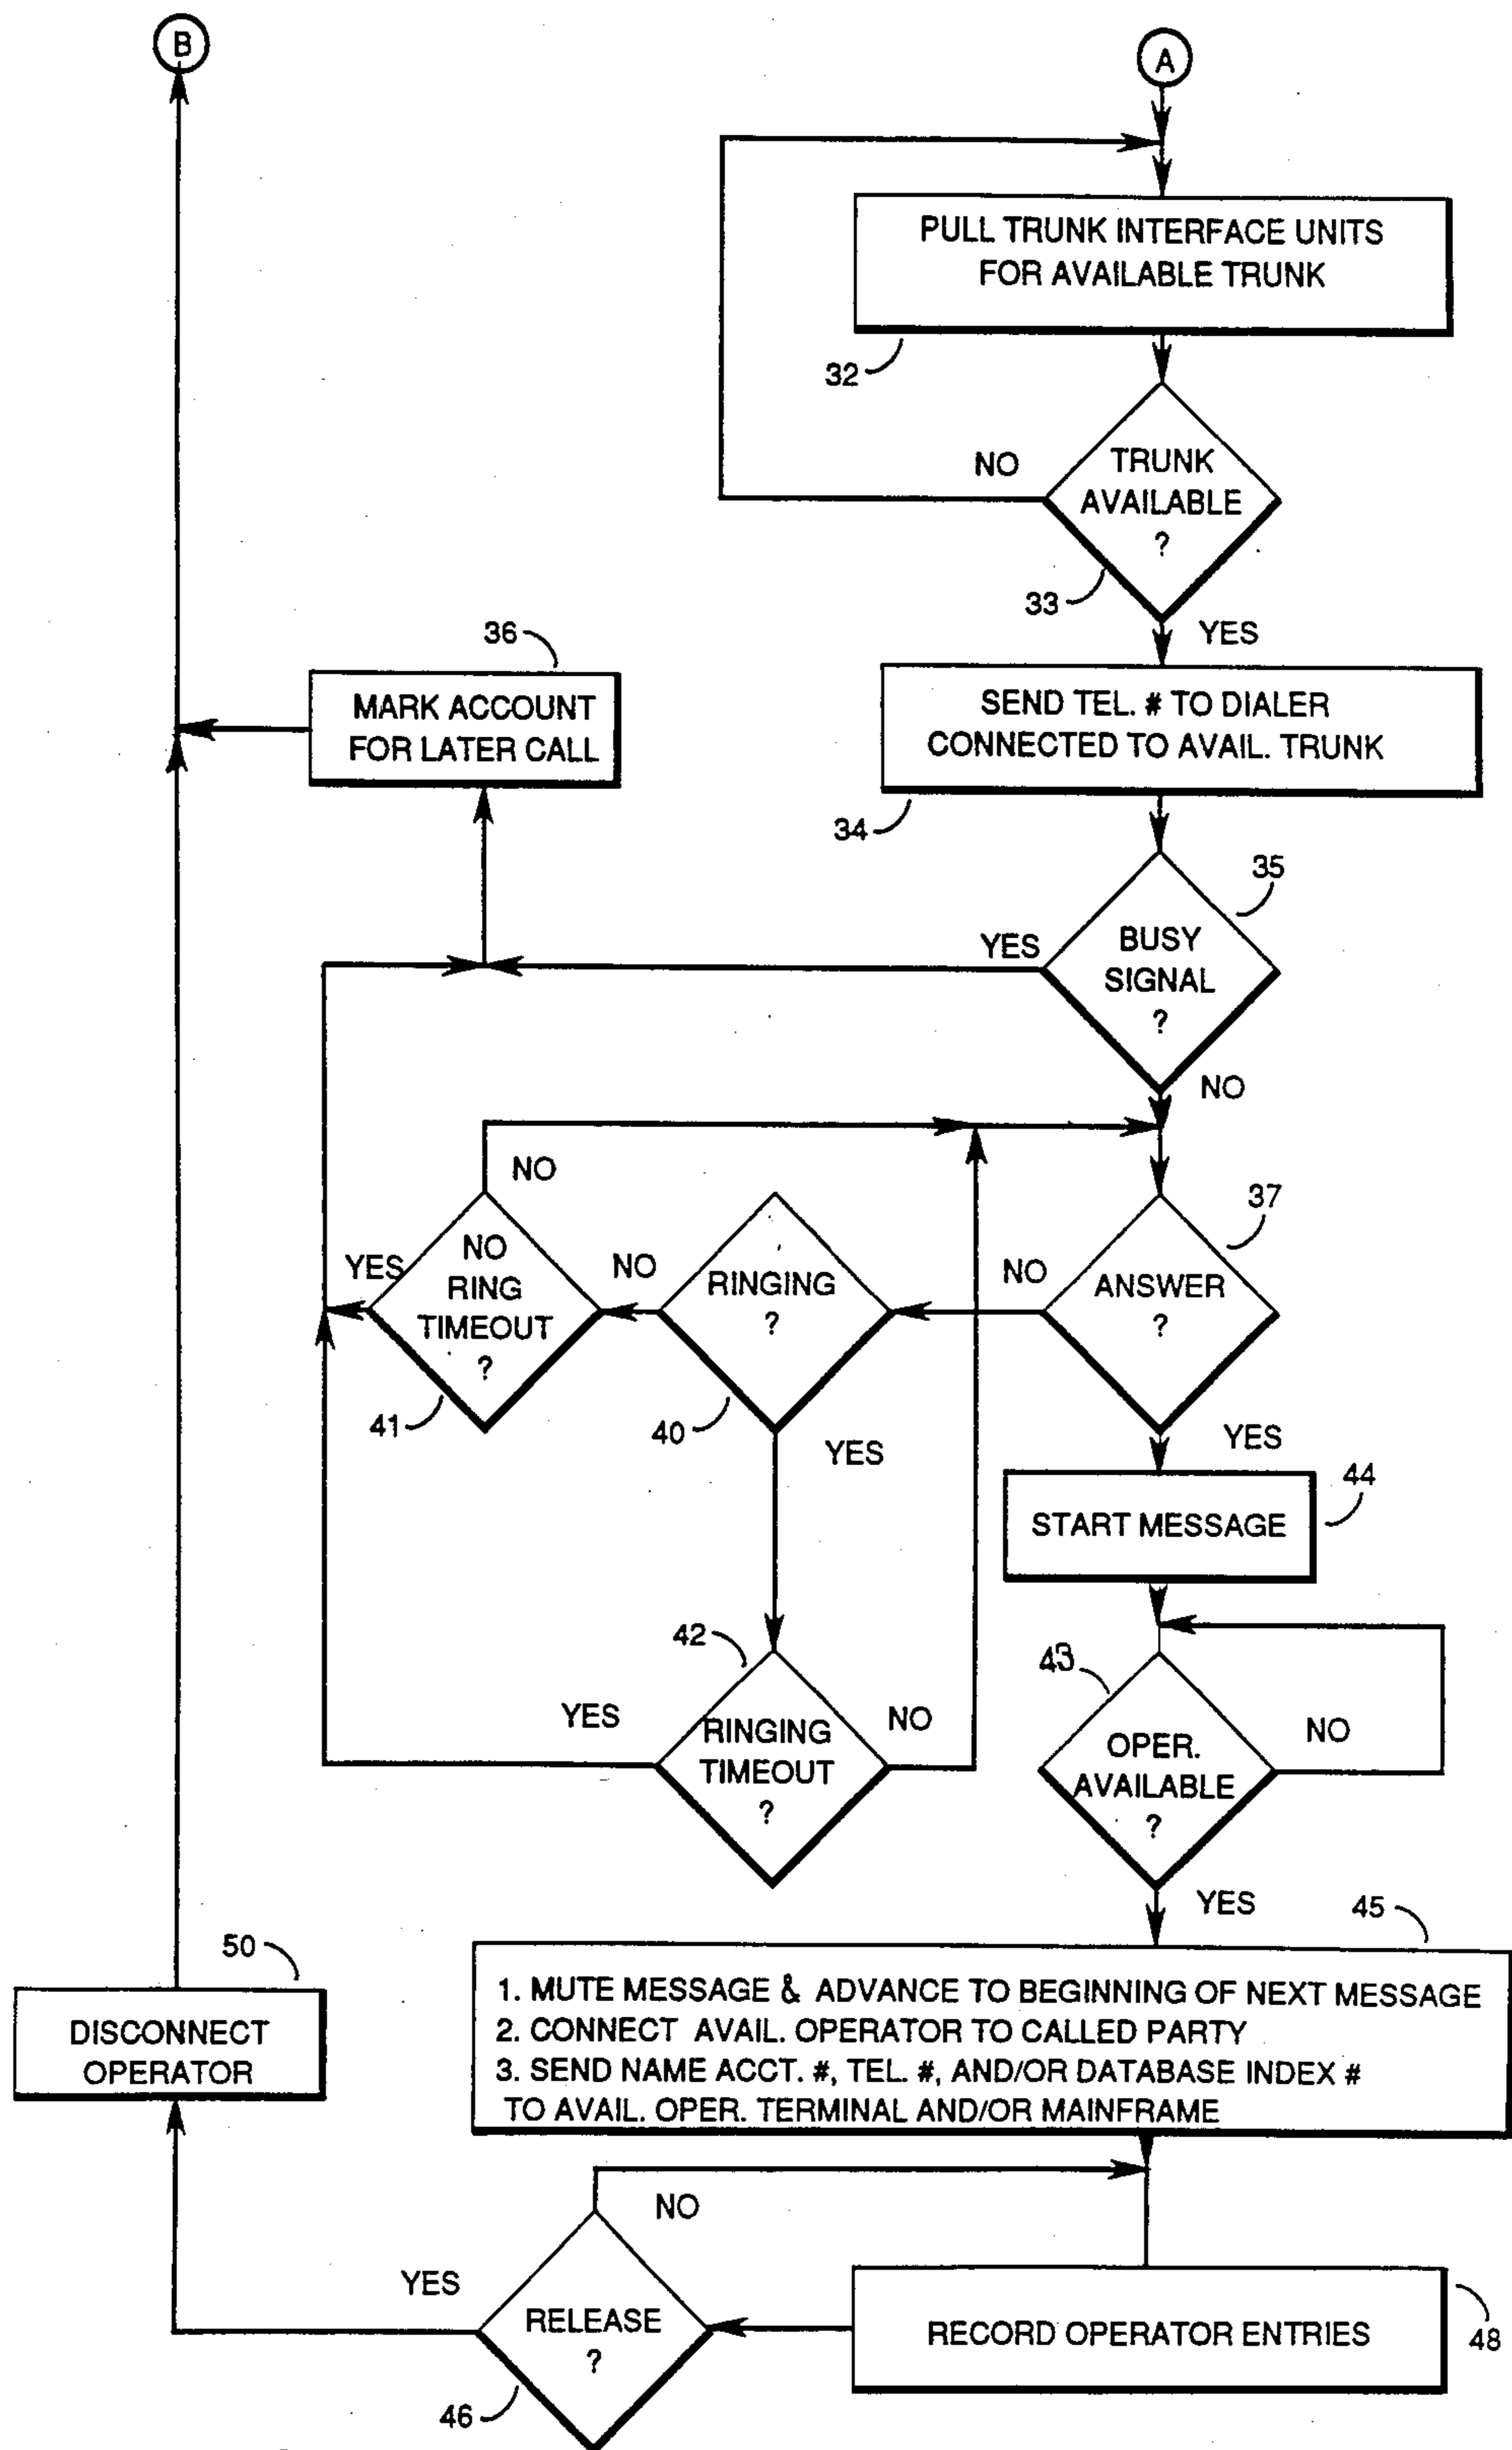 B
A
PULL TRUNK INTERFACE UNITS
FOR AVAILABLE TRUNK
32
TRUNK
AVAILABLE
?
NO
33
YES
36
MARK ACCOUNT
FOR LATER CALL
SEND TEL. # TO DIALER
CONNECTED TO AVAIL. TRUNK
34
35
BUSY
SIGNAL
?
YES
NO
NO
37
ANSWER
?
NO
RINGING
?
NO
NO
RING
TIMEOUT
?
YES
41
40
YES
YES
44
START MESSAGE
42
RINGING
TIMEOUT
?
YES
NO
43
OPER.
AVAILABLE
?
NO
YES
45
50
DISCONNECT
OPERATOR
1. MUTE MESSAGE & ADVANCE TO BEGINNING OF NEXT MESSAGE
2. CONNECT AVAIL. OPERATOR TO CALLED PARTY
3. SEND NAME ACCT. #, TEL. #, AND/OR DATABASE INDEX #
TO AVAIL. OPER. TERMINAL AND/OR MAINFRAME
NO
YES
RELEASE
?
46
RECORD OPERATOR ENTRIES
48